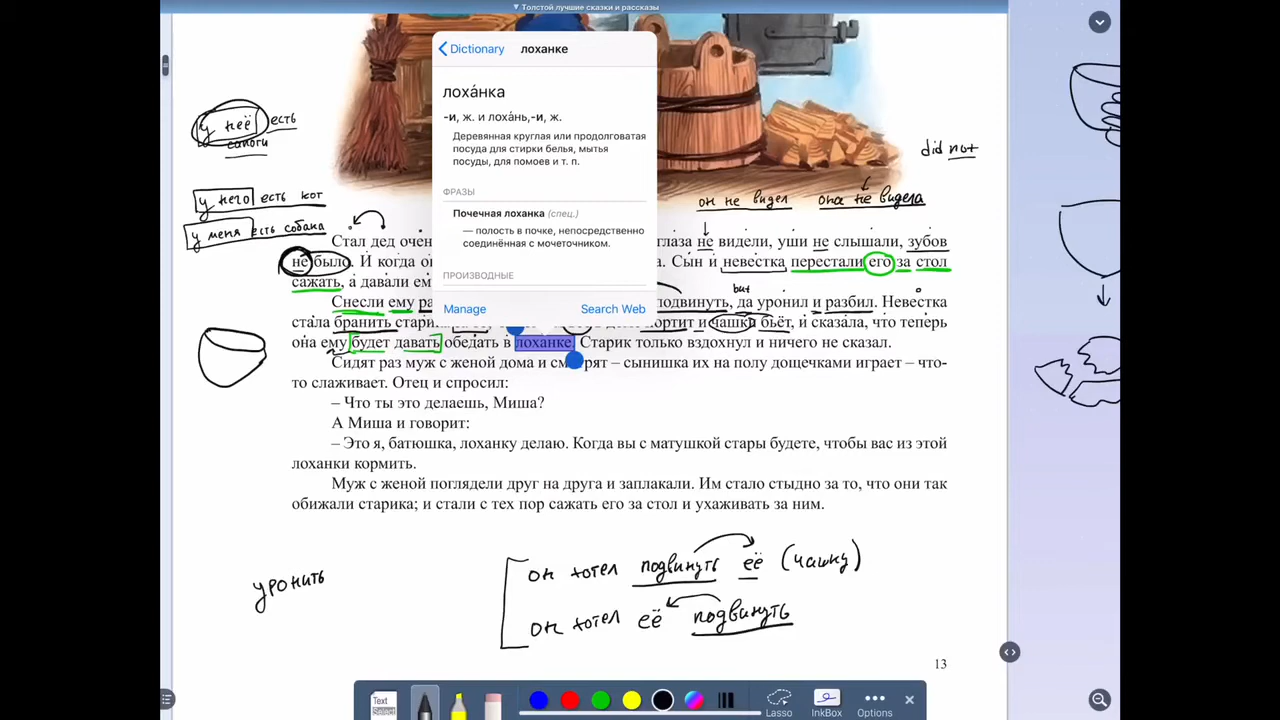 ▼ Толстой лучшие сказки и рассказы
Dictionary лоханке
лоха́нка
-и, ж. и лоха́нь,-и, ж.
Деревянная круглая или продолговатая
посуда для стирки белья, мытья
посуды, для помоев и т. п.
ФРАЗЫ
Почечная лоханка (спец.)
— полость в почке, непосредственно
соединённая с мочеточником.
ПРОИЗВОДНЫЕ
Manage Search Web
у неё есть
сапоги
did not
у него есть кот
он не видел она не видела
у меня есть собака
Стал дед очен глаза не видели, уши не слышали, зубов
не было. И когда о а. Сын и невестка перестали его за стол
сажать, а давали ем
but
Снесли ему ра подвинуть, да уронил и разбил. Невестка
стала бранить стари портит и чашки бьёт, и сказала, что теперь
она ему будет давать обедать в лоханке. Старик только вздохнул и ничего не сказал.
Сидят раз муж с женой дома и смотрят – сынишка их на полу дощечками играет – что-
то слаживает. Отец и спросил:
– Что ты это делаешь, Миша?
А Миша и говорит:
– Это я, батюшка, лоханку делаю. Когда вы с матушкой стары будете, чтобы вас из этой
лоханки кормить.
Муж с женой поглядели друг на друга и заплакали. Им стало стыдно за то, что они так
обижали старика; и стали с тех пор сажать его за стол и ухаживать за ним.
он хотел подвинуть её (чашку)
уронить
он хотел её подвинуть
13
Text
Select
Lasso InkBox Options